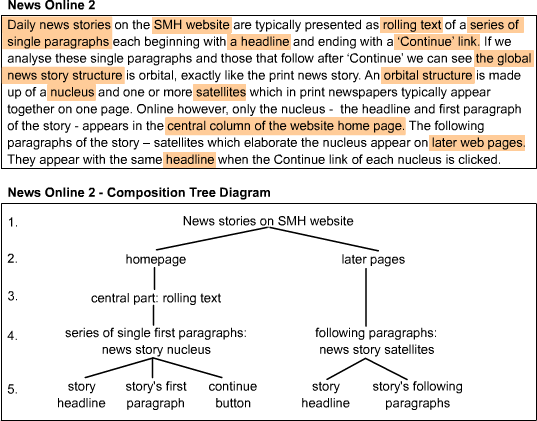 News Online 2
Daily news stories on the SMH website are typically presented as rolling text of a series of
single paragraphs each beginning with a headline and ending with a 'Continue' link. If we
analyse these single paragraphs and those that follow after 'Continue' we can see the global
news story structure is orbital, exactly like the print news story. An orbital structure is made
up of a nucleus and one or more satellites which in print newspapers typically appear
together on one page. Online however, only the nucleus - the headline and first paragraph
of the story - appears in the central column of the website home page. The following
paragraphs of the story – satellites which elaborate the nucleus appear on later web pages.
They appear with the same headline when the Continue link of each nucleus is clicked.
News Online 2 - Composition Tree Diagram
1. News stories on SMH website
2. homepage later pages
3. central part: rolling text
4. series of single first paragraphs: following paragraphs:
news story nucleus news story satellites
5. story story's first continue story story's following
headline paragraph button headline paragraphs